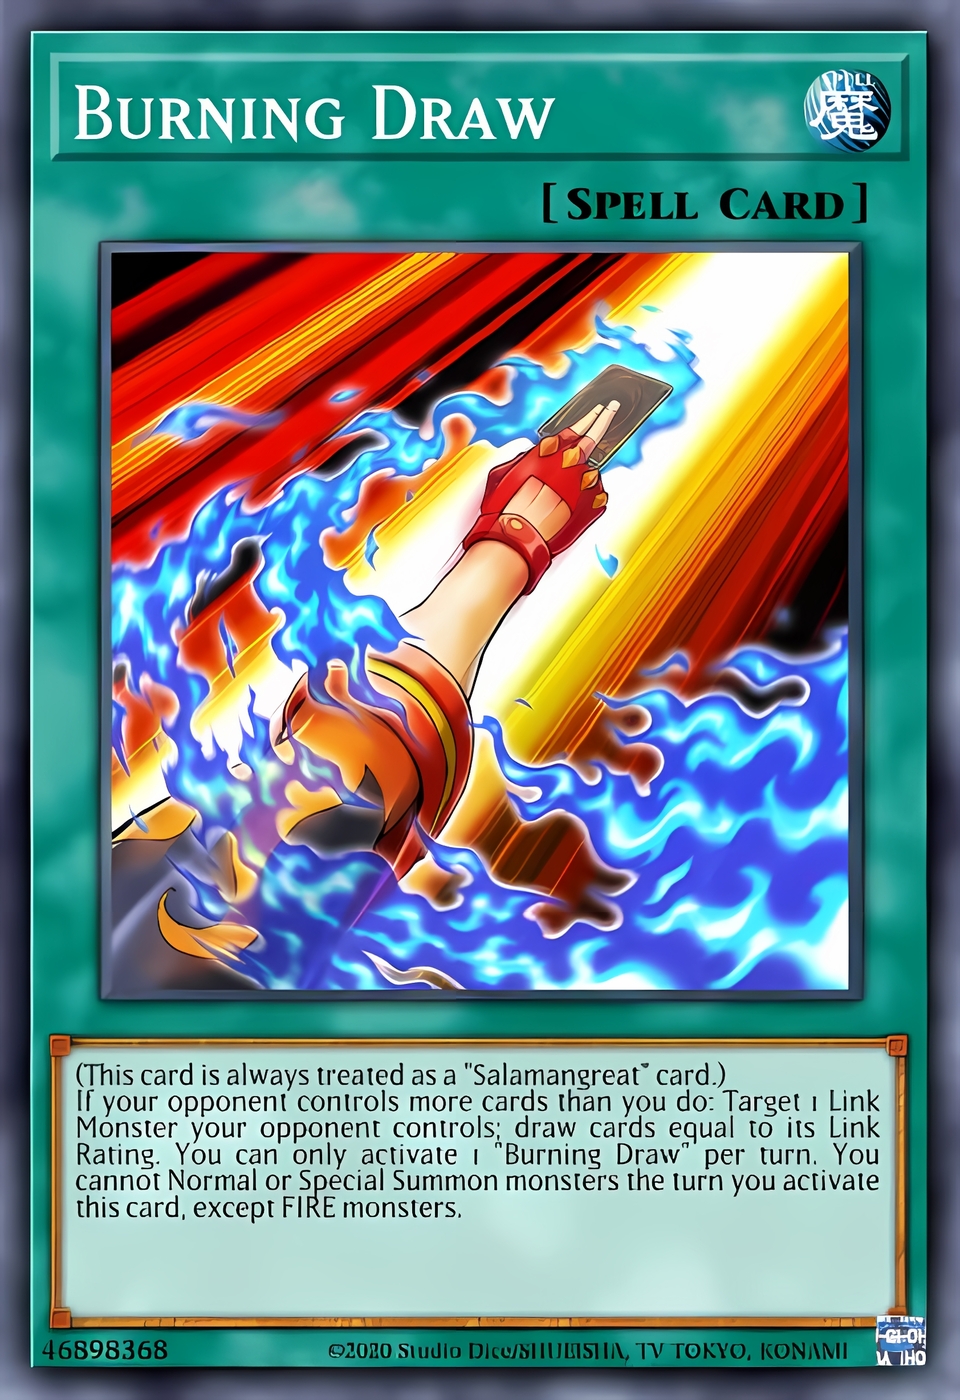 Burning Draw
魔
[Spell Card]
(This card is always treated as a "Salamangreat" card.)
If your opponent controls more cards than you do: Target 1 Link
Monster your opponent controls; draw cards equal to its Link
Rating. You can only activate 1 "Burning Draw" per turn. You
cannot Normal or Special Summon monsters the turn you activate
this card, except FIRE monsters.
46898368
©2020 Studio Dice/SHUEISHA, TV TOKYO, KONAMI